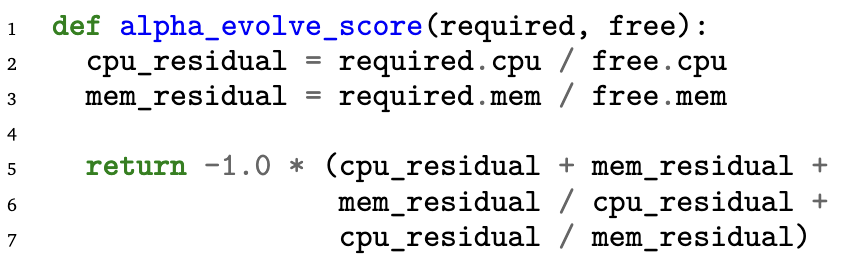 1 def alpha_evolve_score(required, free):
2   cpu_residual = required.cpu / free.cpu
3   mem_residual = required.mem / free.mem
4
5   return -1.0 * (cpu_residual + mem_residual +
6                  mem_residual / cpu_residual +
7                  cpu_residual / mem_residual)